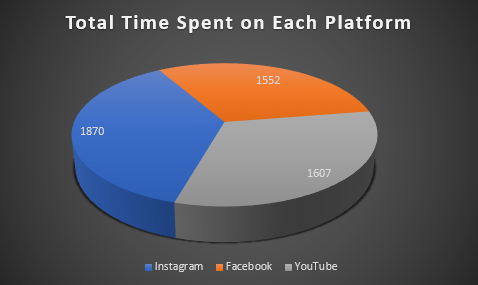 Total Time Spent on Each Platform
1552
1870
1607
Instagram Facebook YouTube